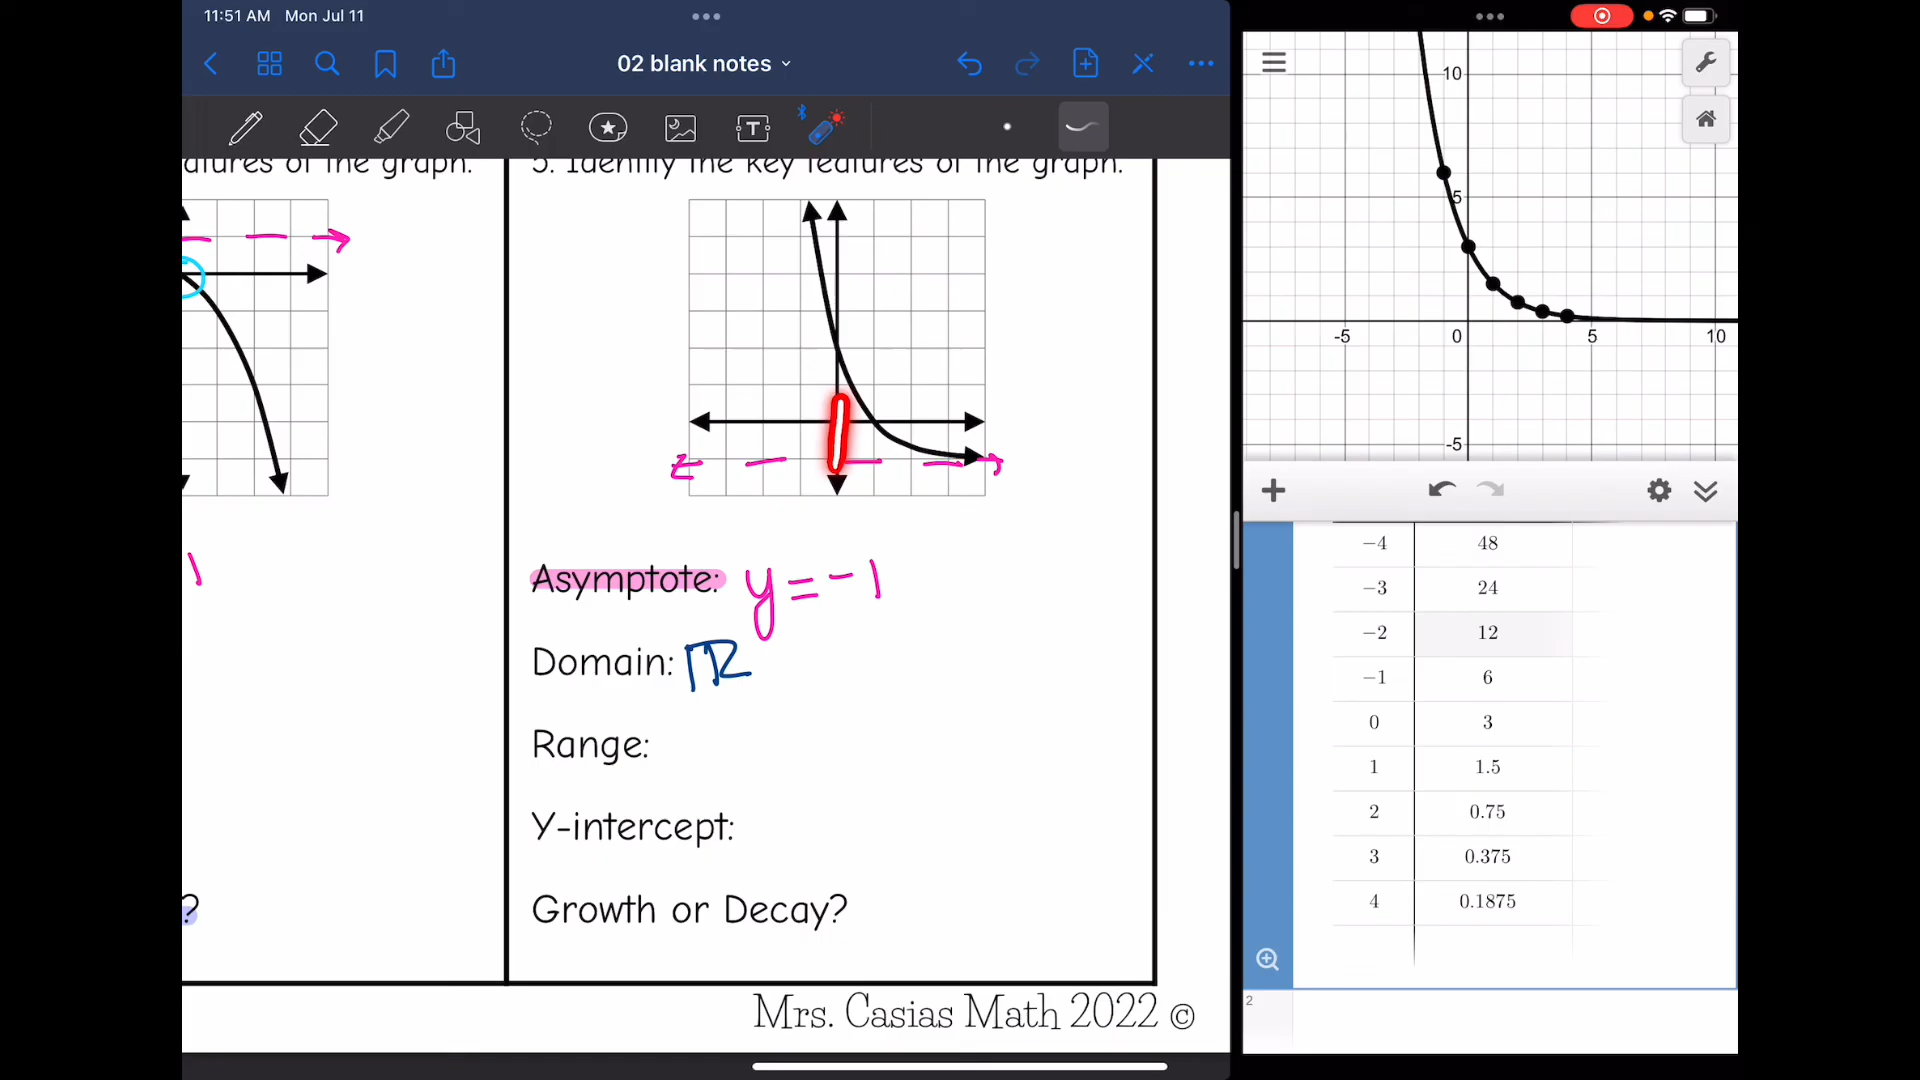 11:51 AM Mon Jul 11
02 blank notes
T
atures of the graph.
5. Identify the key features of the graph.
Asymptote: y = -1
Domain: ℝ
Range:
Y-intercept:
Growth or Decay?
?
Mrs. Casias Math 2022 ©
10
5
-5
0
5
10
-5
−4 48
−3 24
−2 12
−1 6
0 3
1 1.5
2 0.75
3 0.375
4 0.1875
2